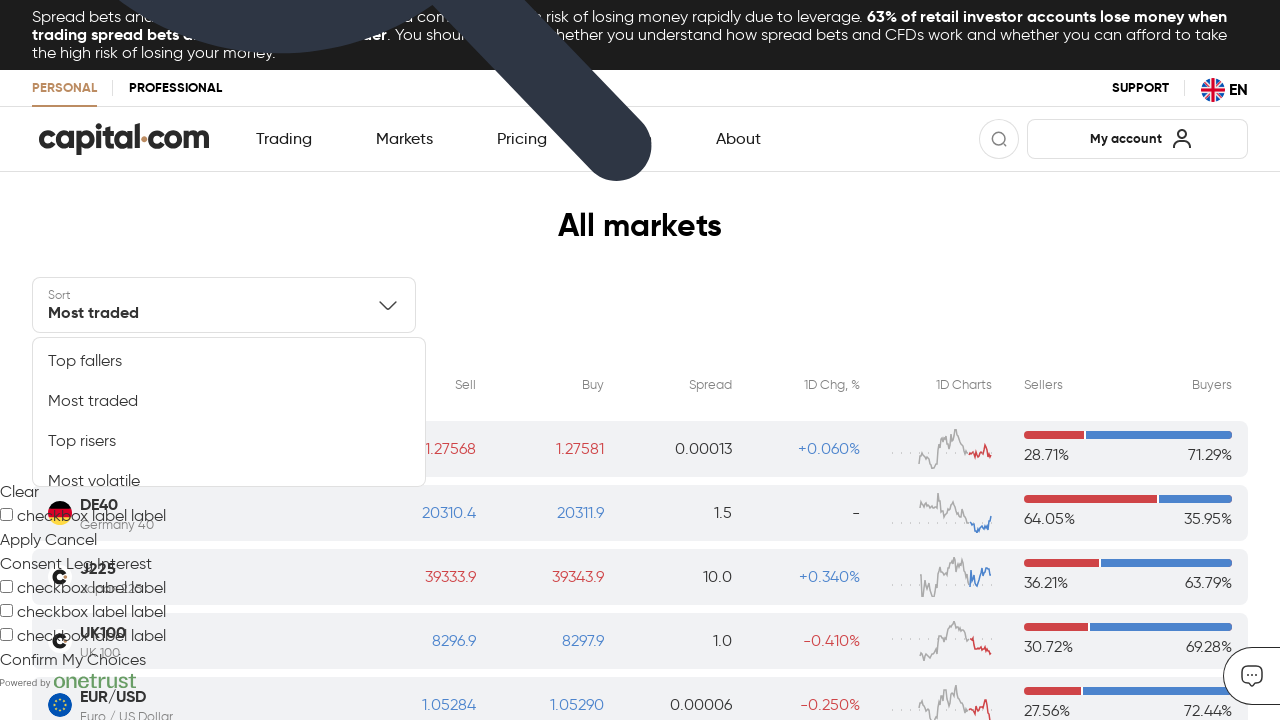 Spread bets and
risk of losing money rapidly due to leverage. 63% of retail investor accounts lose money when
trading spread bets . You should whether you understand how spread bets and CFDs work and whether you can afford to take
the high risk of losing your money.
PERSONAL PROFESSIONAL SUPPORT EN
capital.com Trading Markets Pricing About My account
All markets
Sort
Most traded
Top fallers
Most traded
Top risers
Most volatile
Sell Buy Spread 1D Chg, % 1D Charts Sellers Buyers
1.27568 1.27581 0.00013 +0.060% 28.71% 71.29%
Clear
DE40 20310.4 20311.9 1.5 - 64.05% 35.95%
Germany 40
checkbox label label
Apply Cancel
Consent Leg.Interest
J225 39333.9 39343.9 10.0 +0.340% 36.21% 63.79%
checkbox label label
checkbox label label
UK100 8296.9 8297.9 1.0 -0.410% 30.72% 69.28%
UK 100
checkbox label label
Confirm My Choices
Powered by onetrust
EUR/USD 1.05284 1.05290 0.00006 -0.250% 27.56% 72.44%
Euro / US Dollar